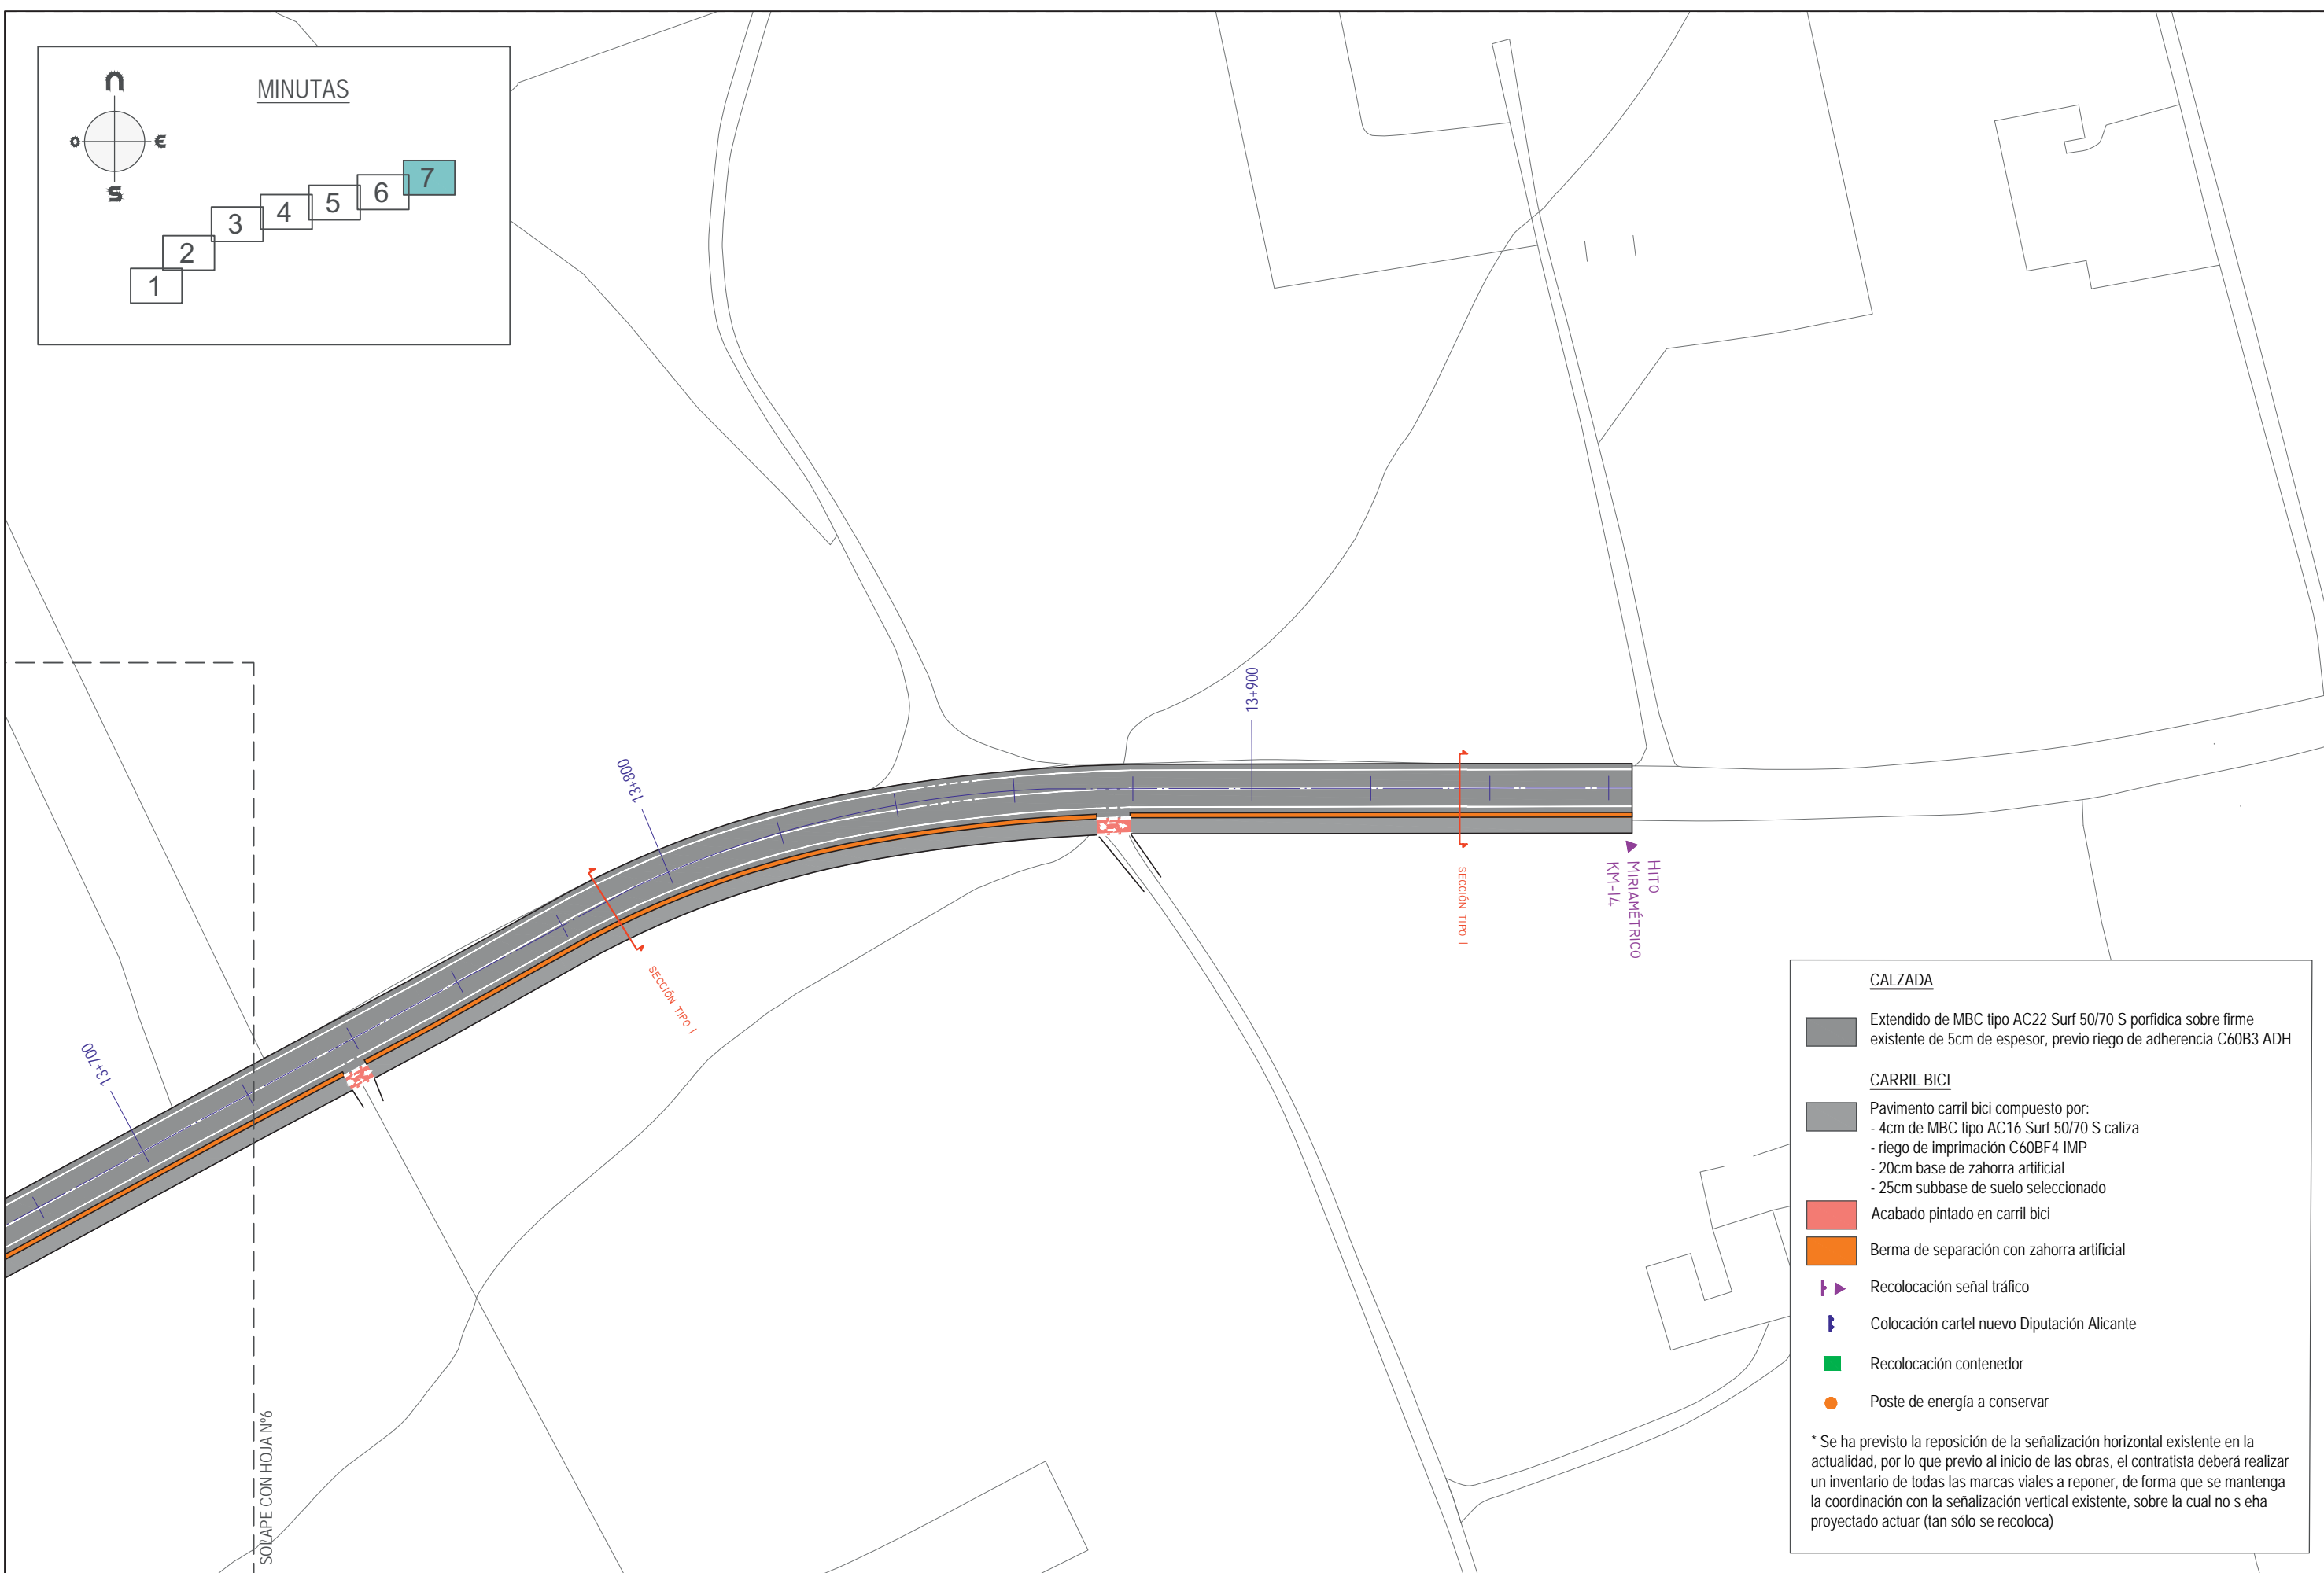 MINUTAS
N
O
E
S
1
2
3
4
5
6
7
13+700
13+800
13+900
SECCIÓN TIPO I
SECCIÓN TIPO I
HITO
MIRIAMÉTRICO
KM-14
SOLAPE CON HOJA Nº6
CALZADA
Extendido de MBC tipo AC22 Surf 50/70 S porfidica sobre firme
existente de 5cm de espesor, previo riego de adherencia C60B3 ADH
CARRIL BICI
Pavimento carril bici compuesto por:
- 4cm de MBC tipo AC16 Surf 50/70 S caliza
- riego de imprimación C60BF4 IMP
- 20cm base de zahorra artificial
- 25cm subbase de suelo seleccionado
Acabado pintado en carril bici
Berma de separación con zahorra artificial
Recolocación señal tráfico
Colocación cartel nuevo Diputación Alicante
Recolocación contenedor
Poste de energía a conservar
* Se ha previsto la reposición de la señalización horizontal existente en la
actualidad, por lo que previo al inicio de las obras, el contratista deberá realizar
un inventario de todas las marcas viales a reponer, de forma que se mantenga
la coordinación con la señalización vertical existente, sobre la cual no s eha
proyectado actuar (tan sólo se recoloca)